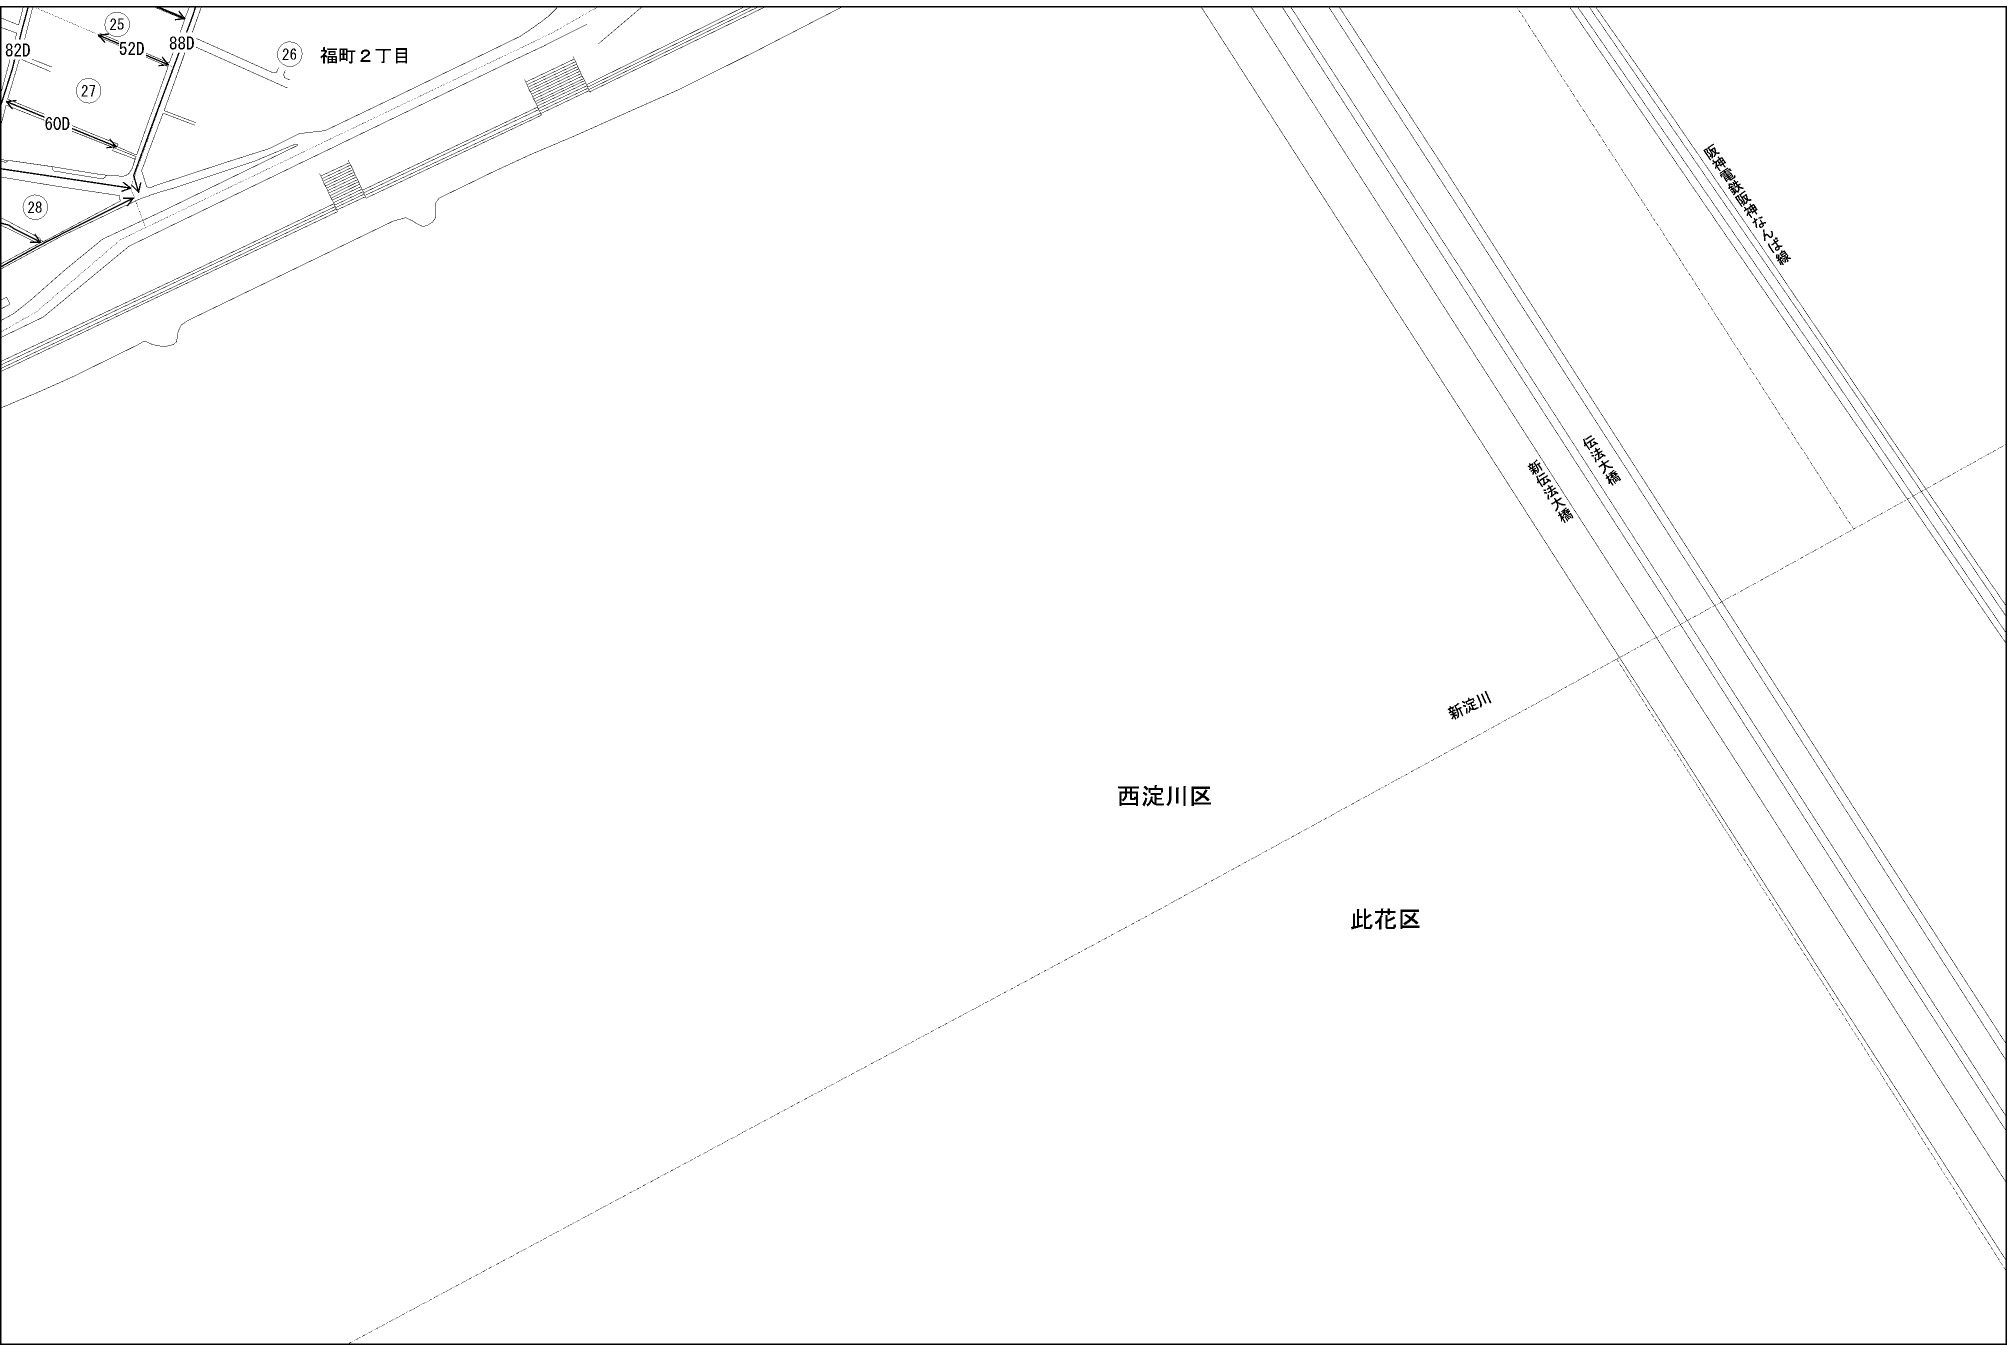 25
52D
88D
82D
26
福町2丁目
27
60D
28
阪神電鉄阪神なんば線
伝法大橋
新伝法大橋
新淀川
西淀川区
此花区